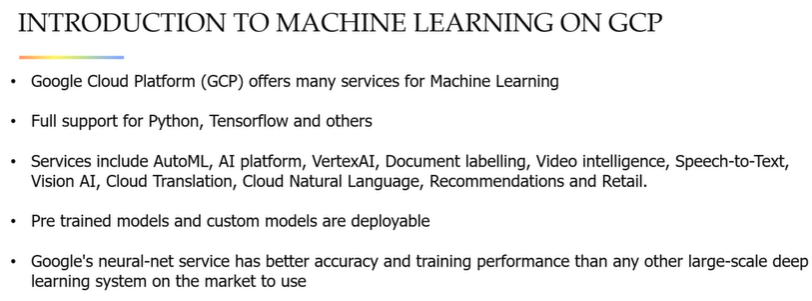 INTRODUCTION TO MACHINE LEARNING ON GCP
• Google Cloud Platform (GCP) offers many services for Machine Learning
• Full support for Python, Tensorflow and others
• Services include AutoML, AI platform, VertexAI, Document labelling, Video intelligence, Speech-to-Text,
Vision AI, Cloud Translation, Cloud Natural Language, Recommendations and Retail.
• Pre trained models and custom models are deployable
• Google's neural-net service has better accuracy and training performance than any other large-scale deep
learning system on the market to use